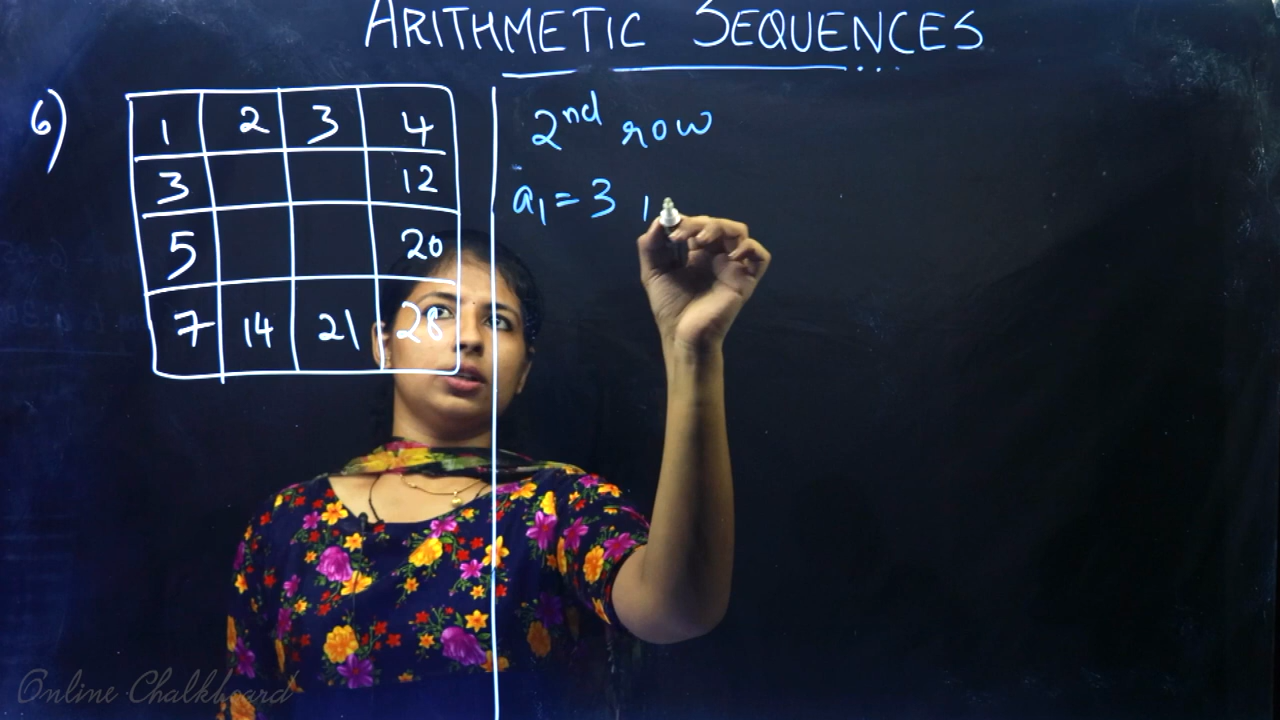 ARITHMETIC SEQUENCES
6)
1 2 3 4
3 12
5 20
7 14 21 28
2nd row
a1 = 3
Online Chalkboard